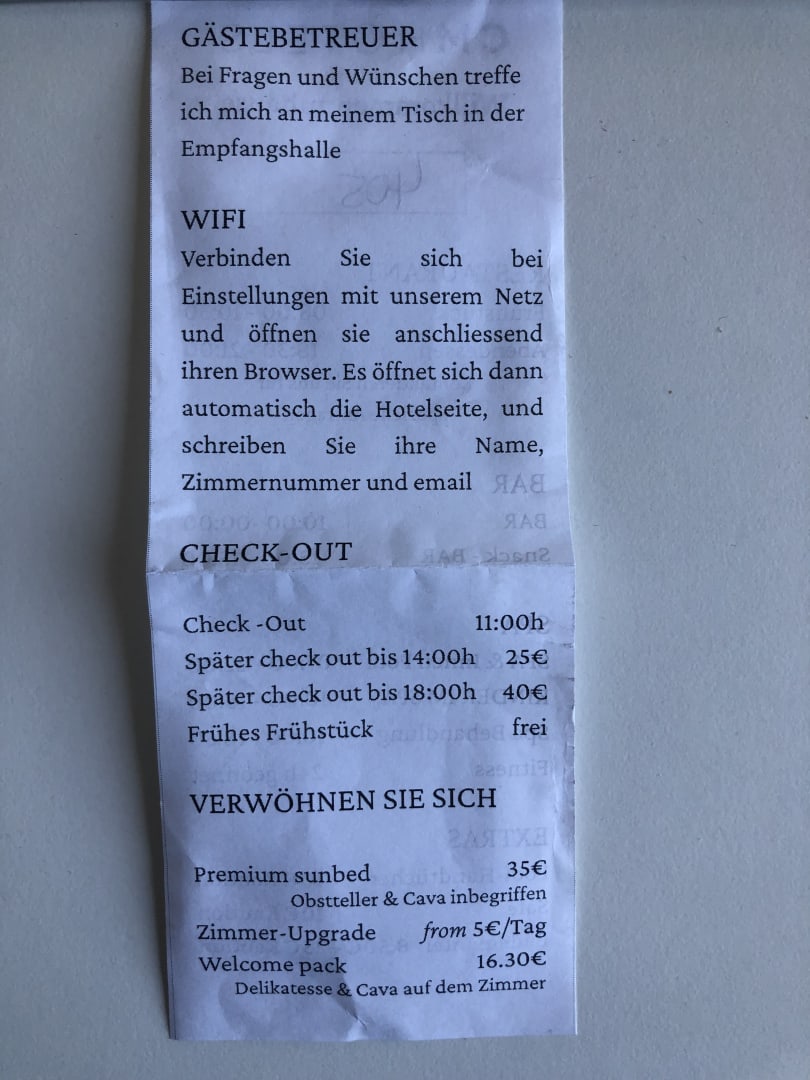 GÄSTEBETREUER
Bei Fragen und Wünschen treffe
ich mich an meinem Tisch in der
Empfangshalle
WIFI
Verbinden Sie sich bei
Einstellungen mit unserem Netz
und öffnen sie anschliessend
ihren Browser. Es öffnet sich dann
automatisch die Hotelseite, und
schreiben Sie ihre Name,
Zimmernummer und email
CHECK-OUT
Check -Out 11:00h
Später check out bis 14:00h 25€
Später check out bis 18:00h 40€
Frühes Frühstück frei
VERWÖHNEN SIE SICH
Premium sunbed 35€
Obstteller & Cava inbegriffen
Zimmer-Upgrade from 5€/Tag
Welcome pack 16.30€
Delikatesse & Cava auf dem Zimmer